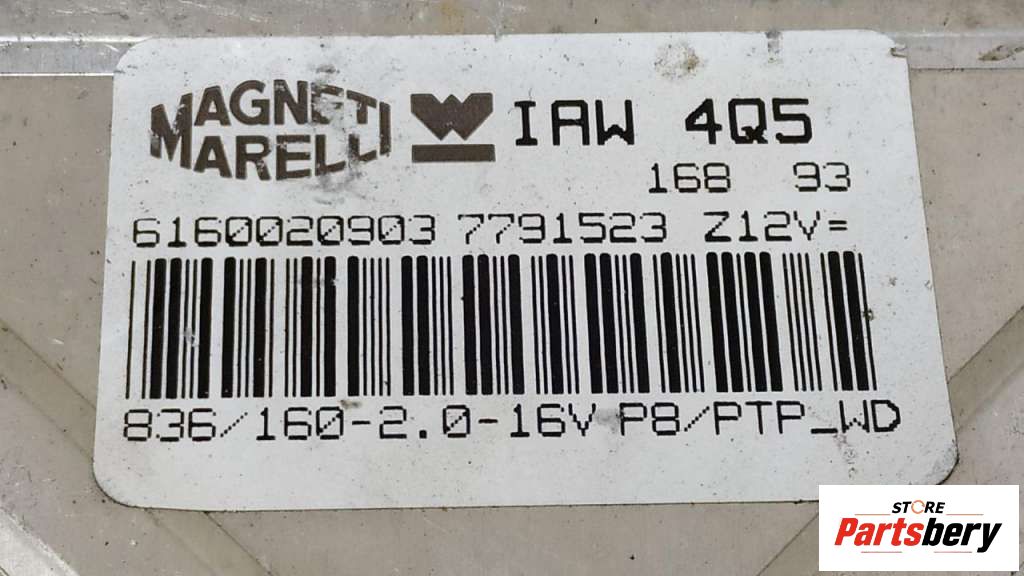 MAGNETI
MARELLI
IAW 4Q5
168 93
6160020903 7791523 Z12V=
836/160-2.0-16V P8/PTP_WD
STORE
Partsbery